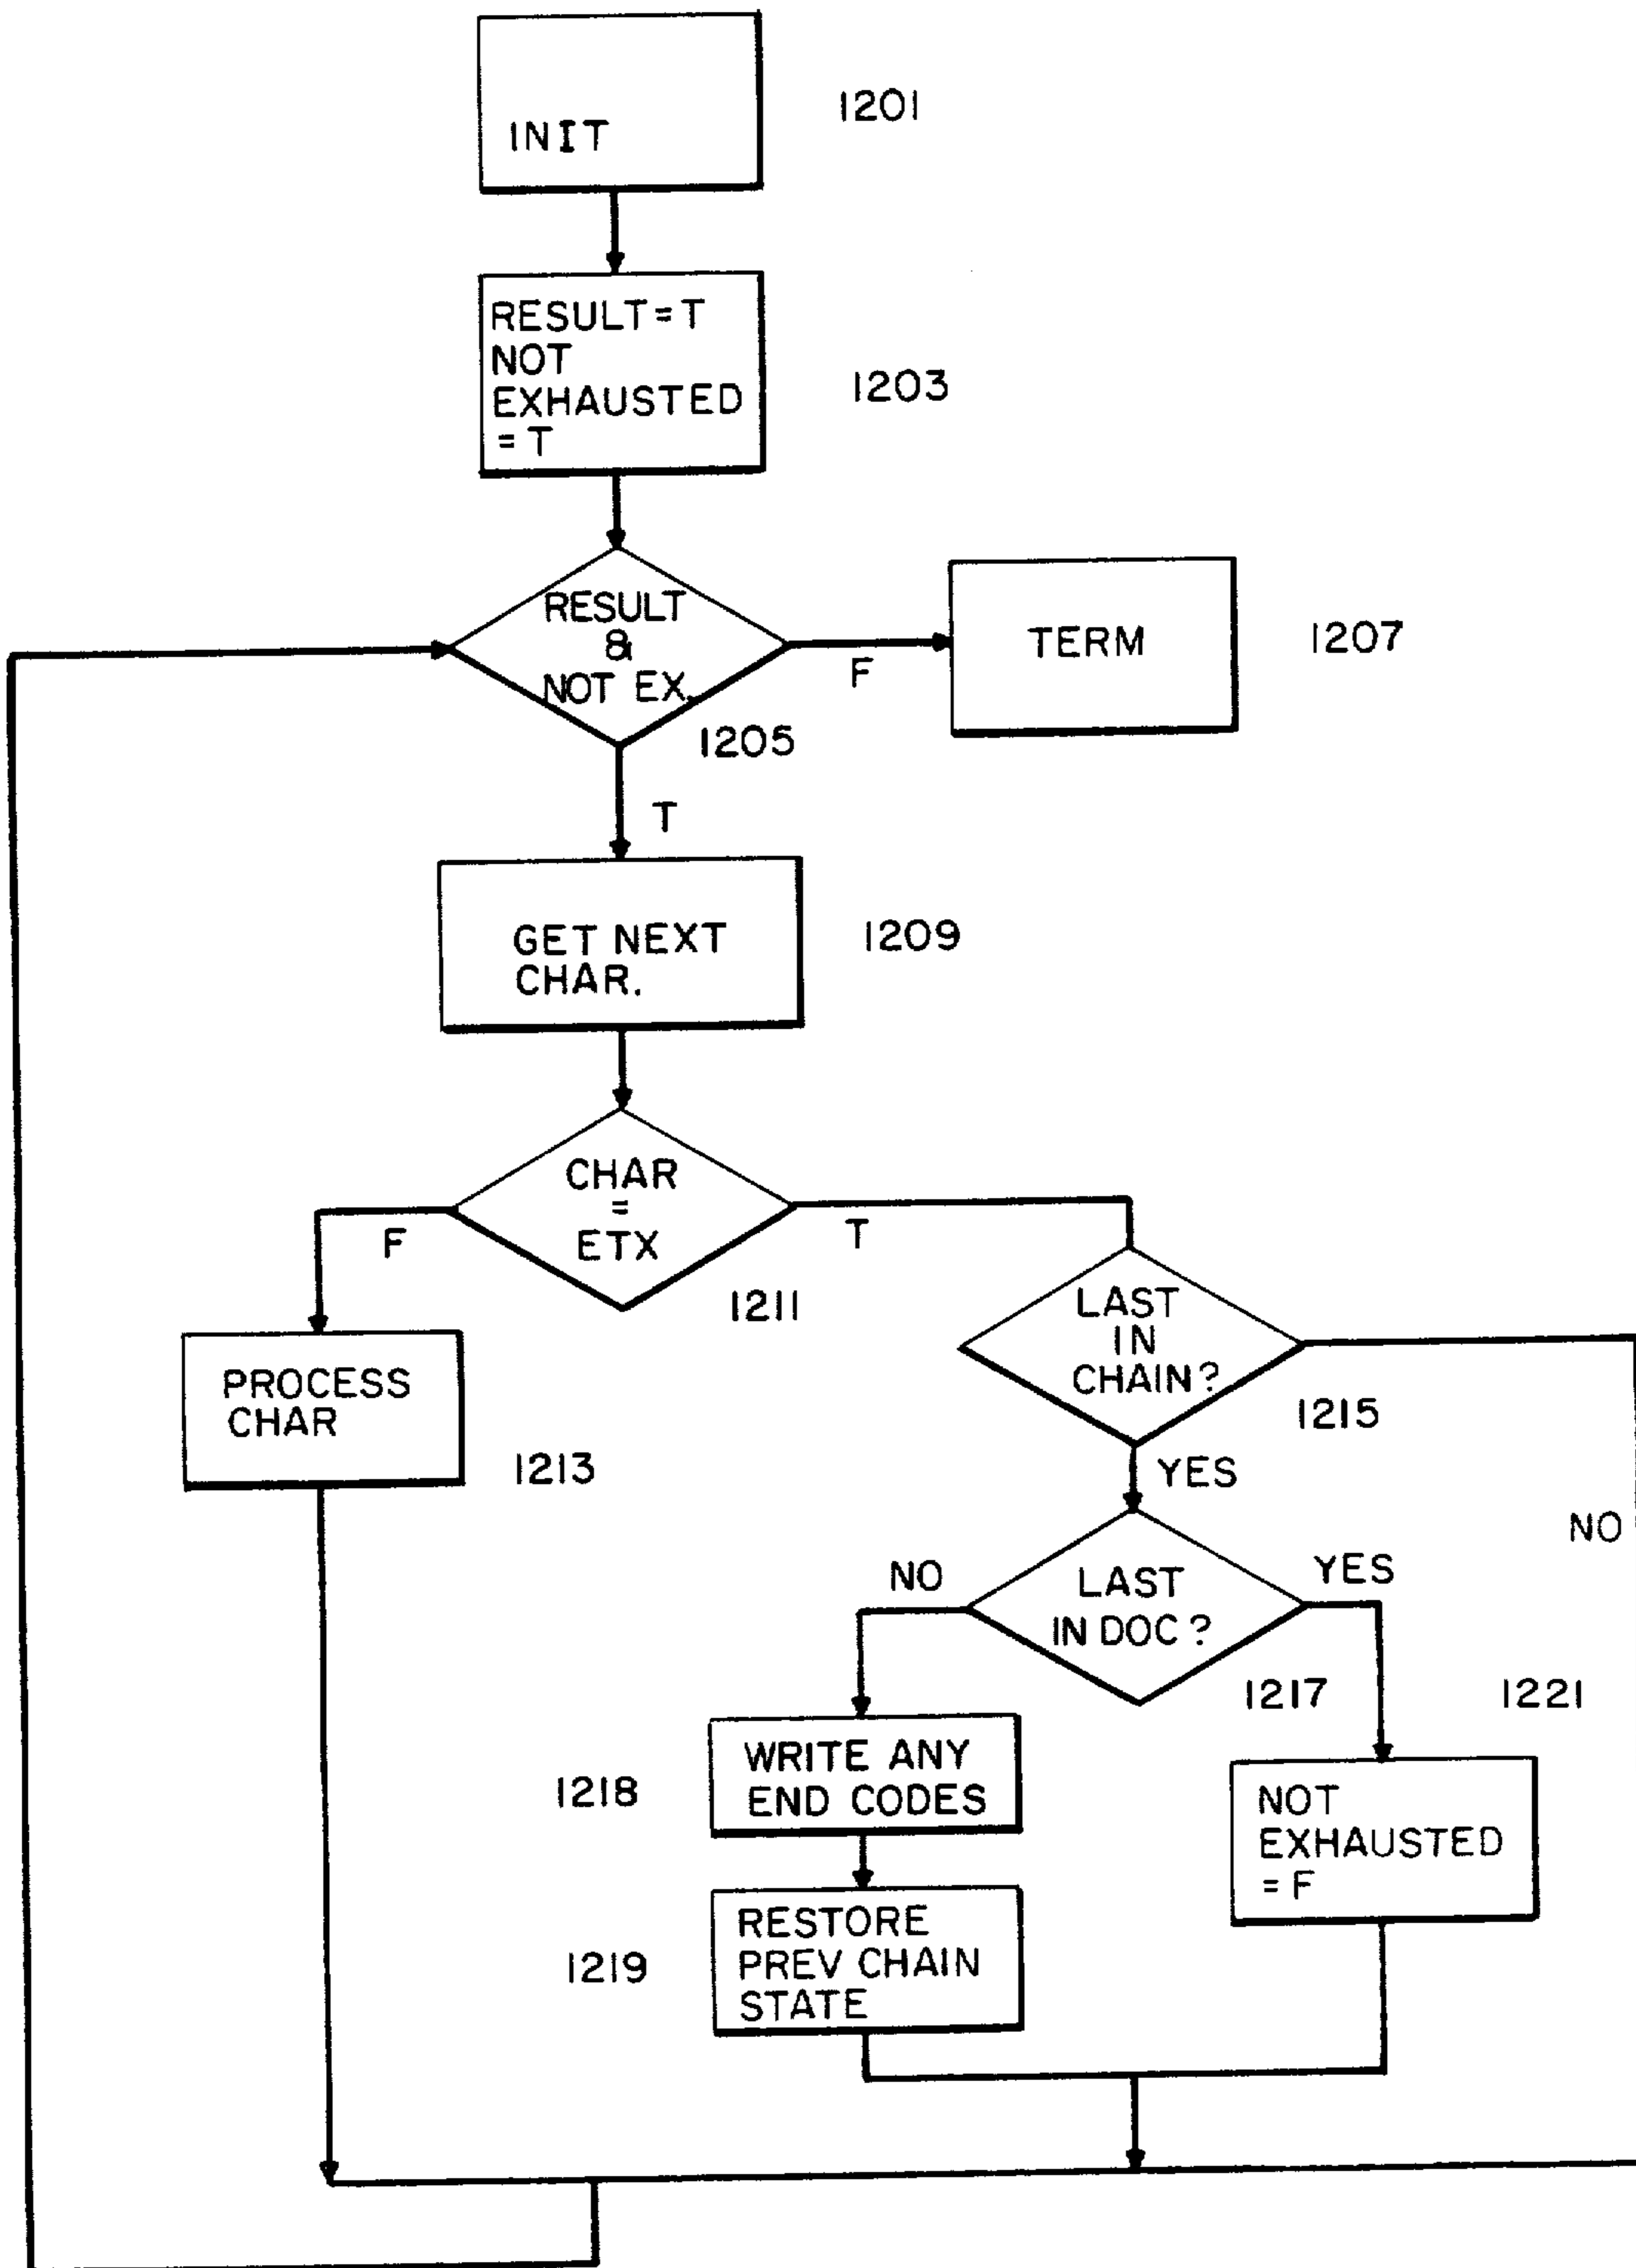 INIT
1201
RESULT=T
NOT
EXHAUSTED
=T
1203
RESULT
&
NOT EX.
1205
F
TERM
1207
T
GET NEXT
CHAR.
1209
CHAR
=
ETX
1211
F
T
PROCESS
CHAR
1213
LAST
IN
CHAIN?
1215
YES
NO
LAST
IN DOC?
1217
NO
YES
1221
WRITE ANY
END CODES
1218
NOT
EXHAUSTED
=F
RESTORE
PREV CHAIN
STATE
1219